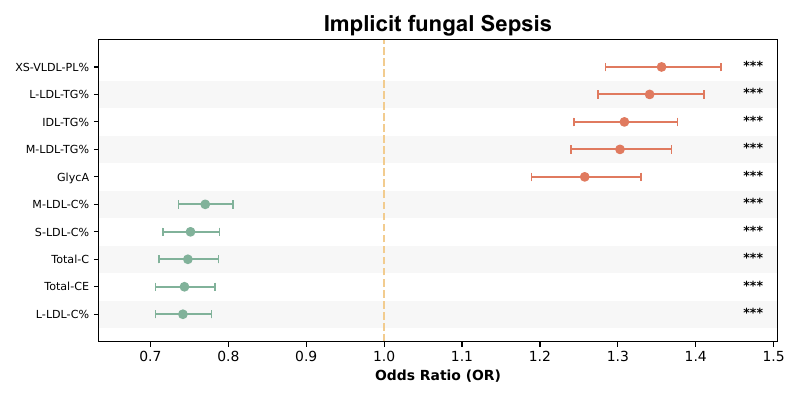 Implicit fungal Sepsis
XS-VLDL-PL% ***
L-LDL-TG% ***
IDL-TG% ***
M-LDL-TG% ***
GlycA ***
M-LDL-C% ***
S-LDL-C% ***
Total-C ***
Total-CE ***
L-LDL-C% ***
0.7 0.8 0.9 1.0 1.1 1.2 1.3 1.4 1.5
Odds Ratio (OR)